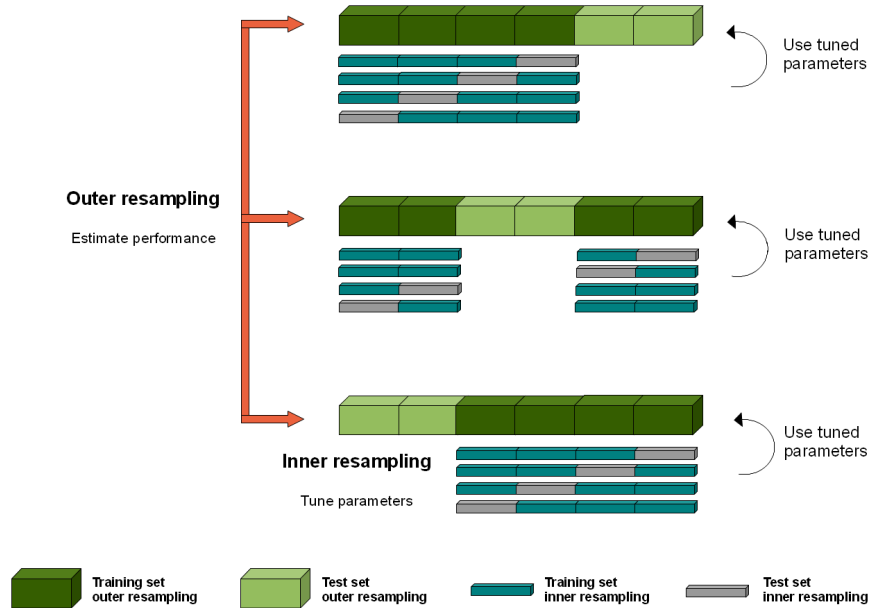 Use tuned
parameters
Outer resampling
Estimate performance
Use tuned
parameters
Use tuned
parameters
Inner resampling
Tune parameters
Training set
outer resampling
Test set
outer resampling
Training set
inner resampling
Test set
inner resampling